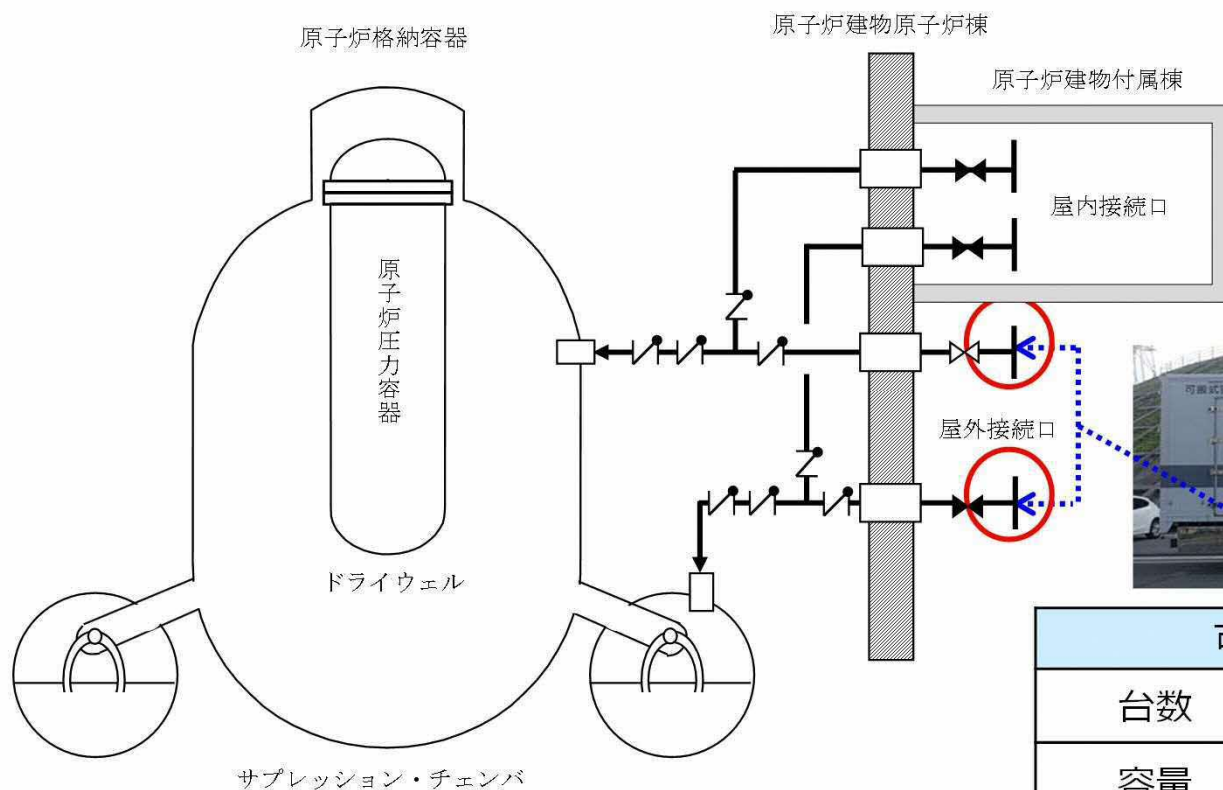 原子炉格納容器
原子炉建物原子炉棟
原子炉建物付属棟
屋内接続口
原子炉圧力容器
屋外接続口
可搬式
ドライウェル
台数
容量
サプレッション・チェンバ